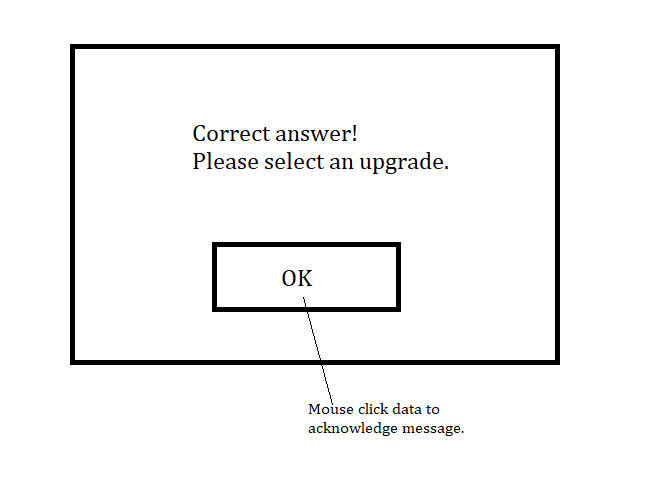 Correct answer!
Please select an upgrade.
OK
Mouse click data to
acknowledge message.